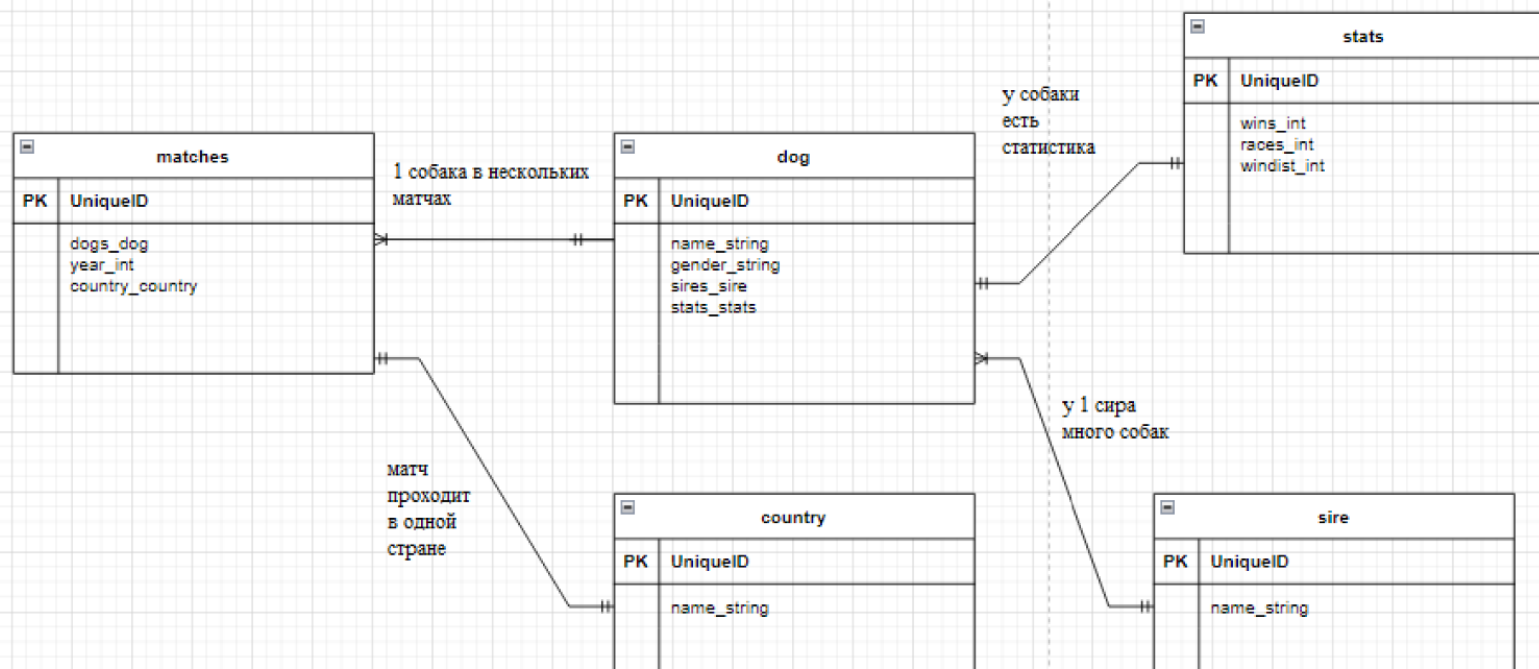 stats
PK UniqueID
wins_int
races_int
windist_int
у собаки
есть
статистика
matches
PK UniqueID
dogs_dog
year_int
country_country
1 собака в нескольких
матчах
dog
PK UniqueID
name_string
gender_string
sires_sire
stats_stats
у 1 сира
много собак
матч
проходит
в одной
стране
country
PK UniqueID
name_string
sire
PK UniqueID
name_string